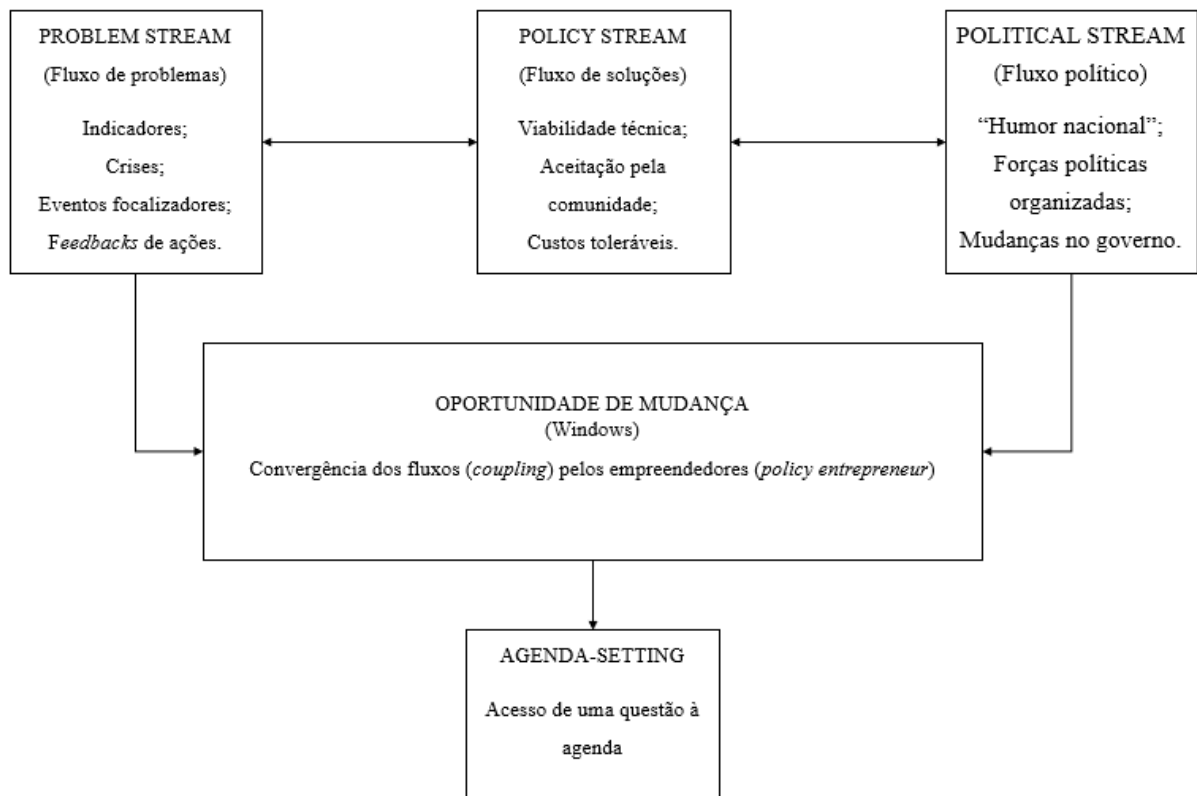 PROBLEM STREAM
(Fluxo de problemas)
Indicadores;
Crises;
Eventos focalizadores;
Feedbacks de ações.
POLICY STREAM
(Fluxo de soluções)
Viabilidade técnica;
Aceitação pela
comunidade;
Custos toleráveis.
POLITICAL STREAM
(Fluxo político)
“Humor nacional”;
Forças políticas
organizadas;
Mudanças no governo.
OPORTUNIDADE DE MUDANÇA
(Windows)
Convergência dos fluxos (coupling) pelos empreendedores (policy entrepreneur)
AGENDA-SETTING
Acesso de uma questão à
agenda